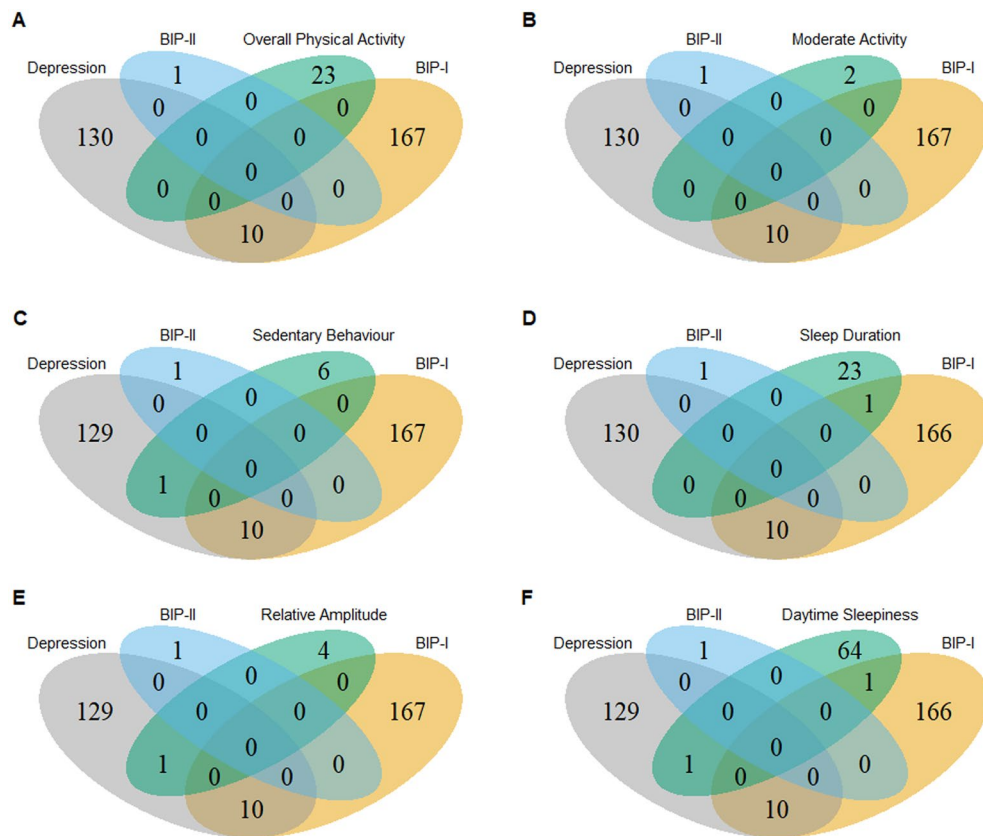 A B
BIP-II Overall Physical Activity BIP-II Moderate Activity
Depression BIP-I Depression BIP-I
1 23 1 2
0 0 0 0 0 0
130 0 0 167 130 0 0 167
0 0
0 0 0 0 0 0 0 0
10 10
C D
BIP-II Sedentary Behaviour BIP-II Sleep Duration
Depression BIP-I Depression BIP-I
1 6 1 23
0 0 0 0 0 1
129 0 0 167 130 0 0 166
0 0
1 0 0 0 0 0 0 0
10 10
E F
BIP-II Relative Amplitude BIP-II Daytime Sleepiness
Depression BIP-I Depression BIP-I
1 4 1 64
0 0 0 0 0 1
129 0 0 167 129 0 0 166
0 0
1 0 0 0 1 0 0 0
10 10